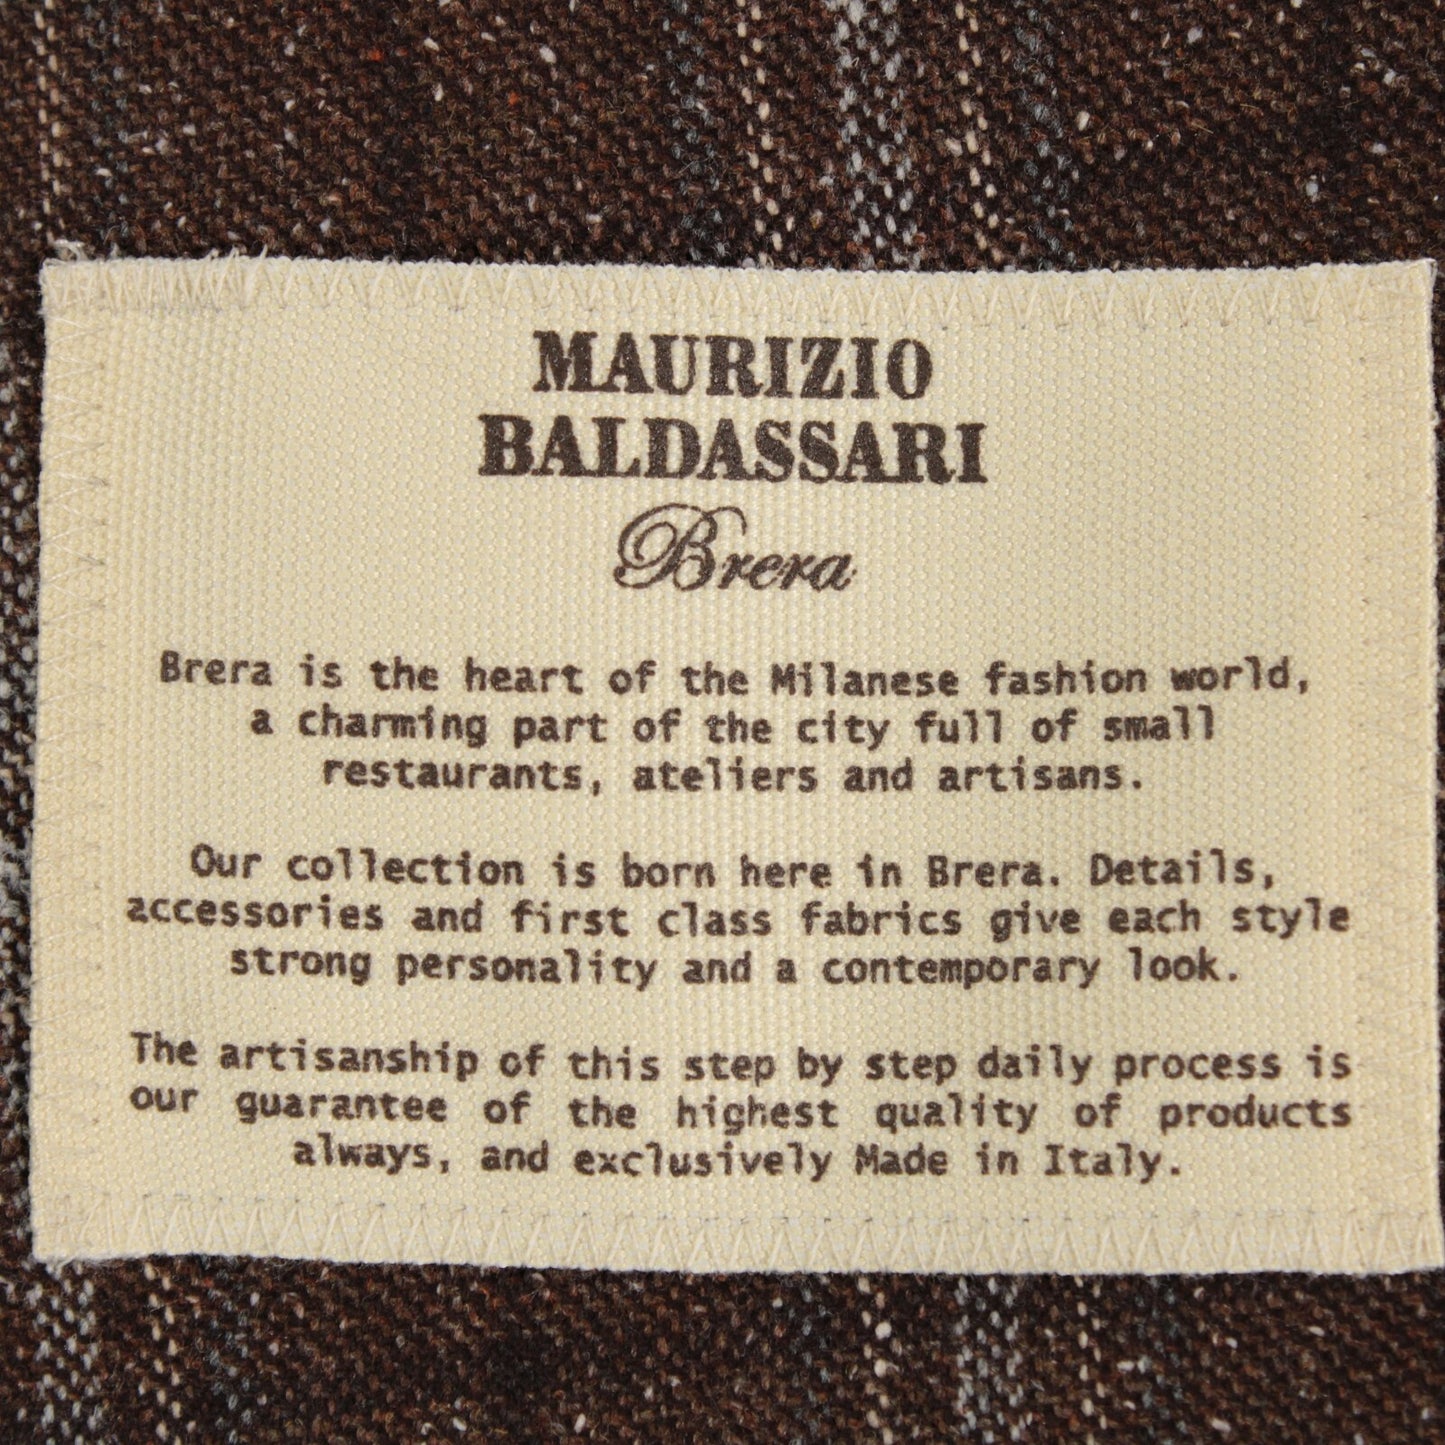 MAURIZIO
BALDASSARI
Brera
Brera is the heart of the Milanese fashion world,
a charming part of the city full of small
restaurants, ateliers and artisans.
Our collection is born here in Brera. Details,
accessories and first class fabrics give each style
strong personality and a contemporary look.
The artisanship of this step by step daily process is
our guarantee of the highest quality of products
always, and exclusively Made in Italy.